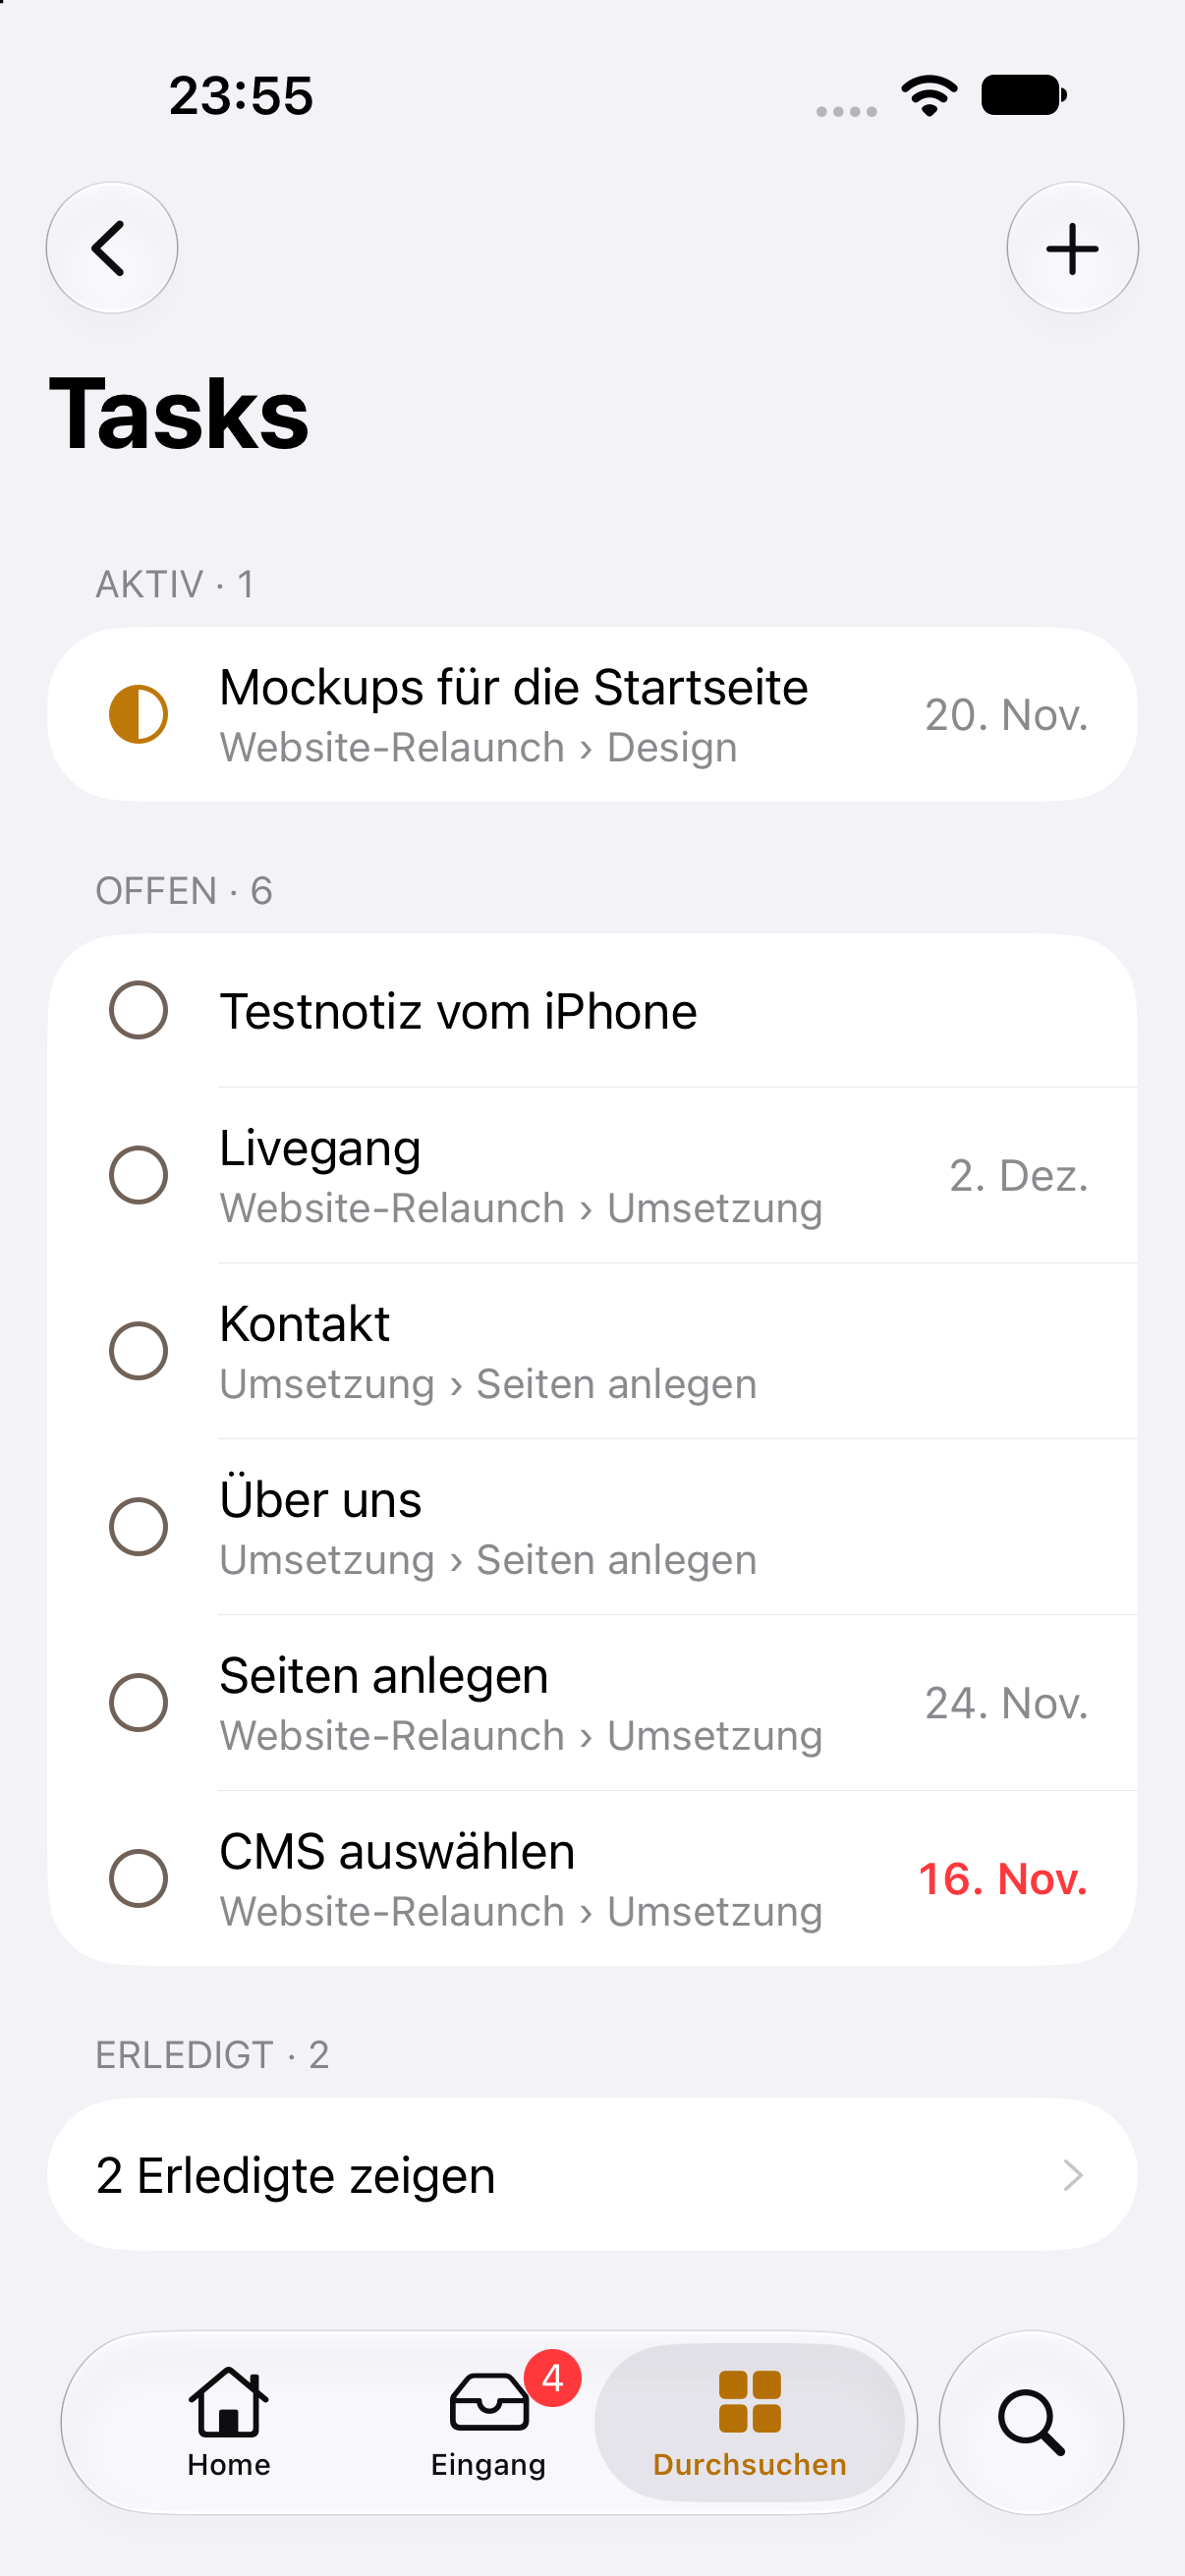 23:55
Tasks
AKTIV · 1
Mockups für die Startseite
Website-Relaunch › Design
20. Nov.
OFFEN · 6
Testnotiz vom iPhone
Livegang
Website-Relaunch › Umsetzung
2. Dez.
Kontakt
Umsetzung › Seiten anlegen
Über uns
Umsetzung › Seiten anlegen
Seiten anlegen
Website-Relaunch › Umsetzung
24. Nov.
CMS auswählen
Website-Relaunch › Umsetzung
16. Nov.
ERLEDIGT · 2
2 Erledigte zeigen
4
Home
Eingang
Durchsuchen